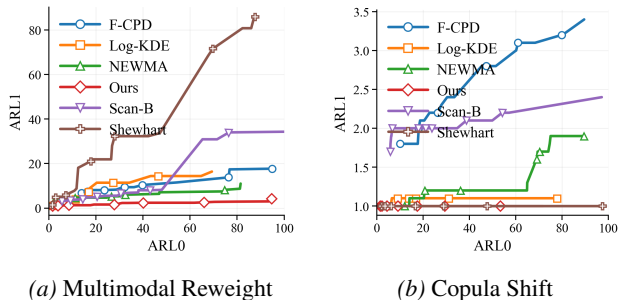 F-CPD
Log-KDE
NEWMA
Ours
Scan-B
Shewhart
80
60
40
20
0
0
20
40
60
80
100
ARL1
ARL0
(a) Multimodal Reweight
F-CPD
Log-KDE
NEWMA
Ours
Scan-B
Shewhart
3.5
3.0
2.5
2.0
1.5
1.0
0
20
40
60
80
100
ARL1
ARL0
(b) Copula Shift